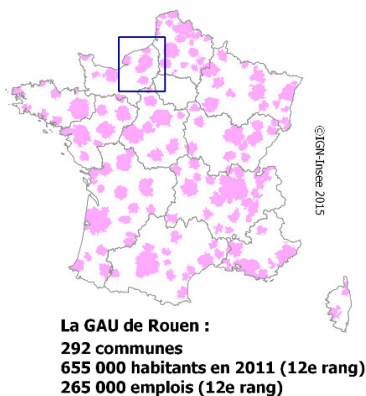 ©IGN-Insee 2015
La GAU de Rouen :
292 communes
655 000 habitants en 2011 (12e rang)
265 000 emplois (12e rang)